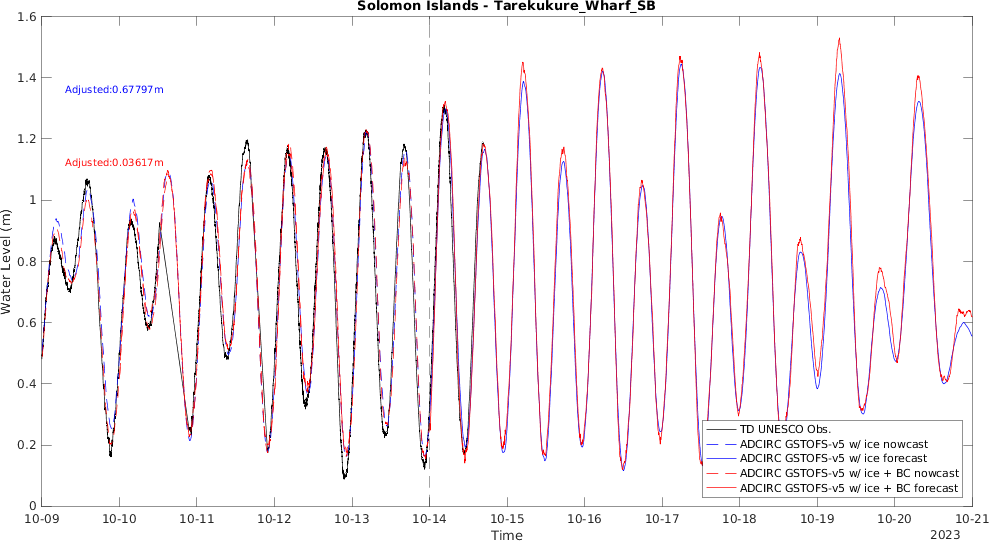 Solomon Islands - Tarekukure_Wharf_SB
1.6
1.4
1.2
1
0.8
0.6
0.4
0.2
0
Water Level (m)
Adjusted:0.67797m
Adjusted:0.03617m
TD UNESCO Obs.
ADCIRC GSTOFS-v5 w/ ice nowcast
ADCIRC GSTOFS-v5 w/ ice forecast
ADCIRC GSTOFS-v5 w/ ice + BC nowcast
ADCIRC GSTOFS-v5 w/ ice + BC forecast
10-09 10-10 10-11 10-12 10-13 10-14 10-15 10-16 10-17 10-18 10-19 10-20 10-21
Time
2023